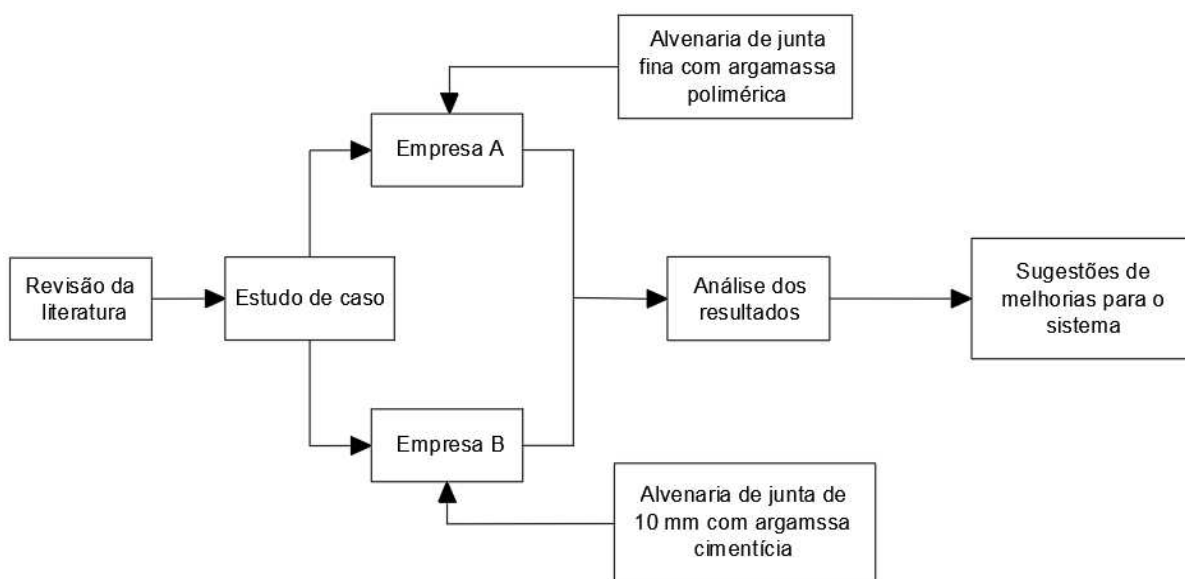 Alvenaria de junta
fina com argamassa
polimérica
Empresa A
Revisão da
literatura
Estudo de caso
Análise dos
resultados
Sugestões de
melhorias para o
sistema
Empresa B
Alvenaria de junta de
10 mm com argamssa
cimentícia